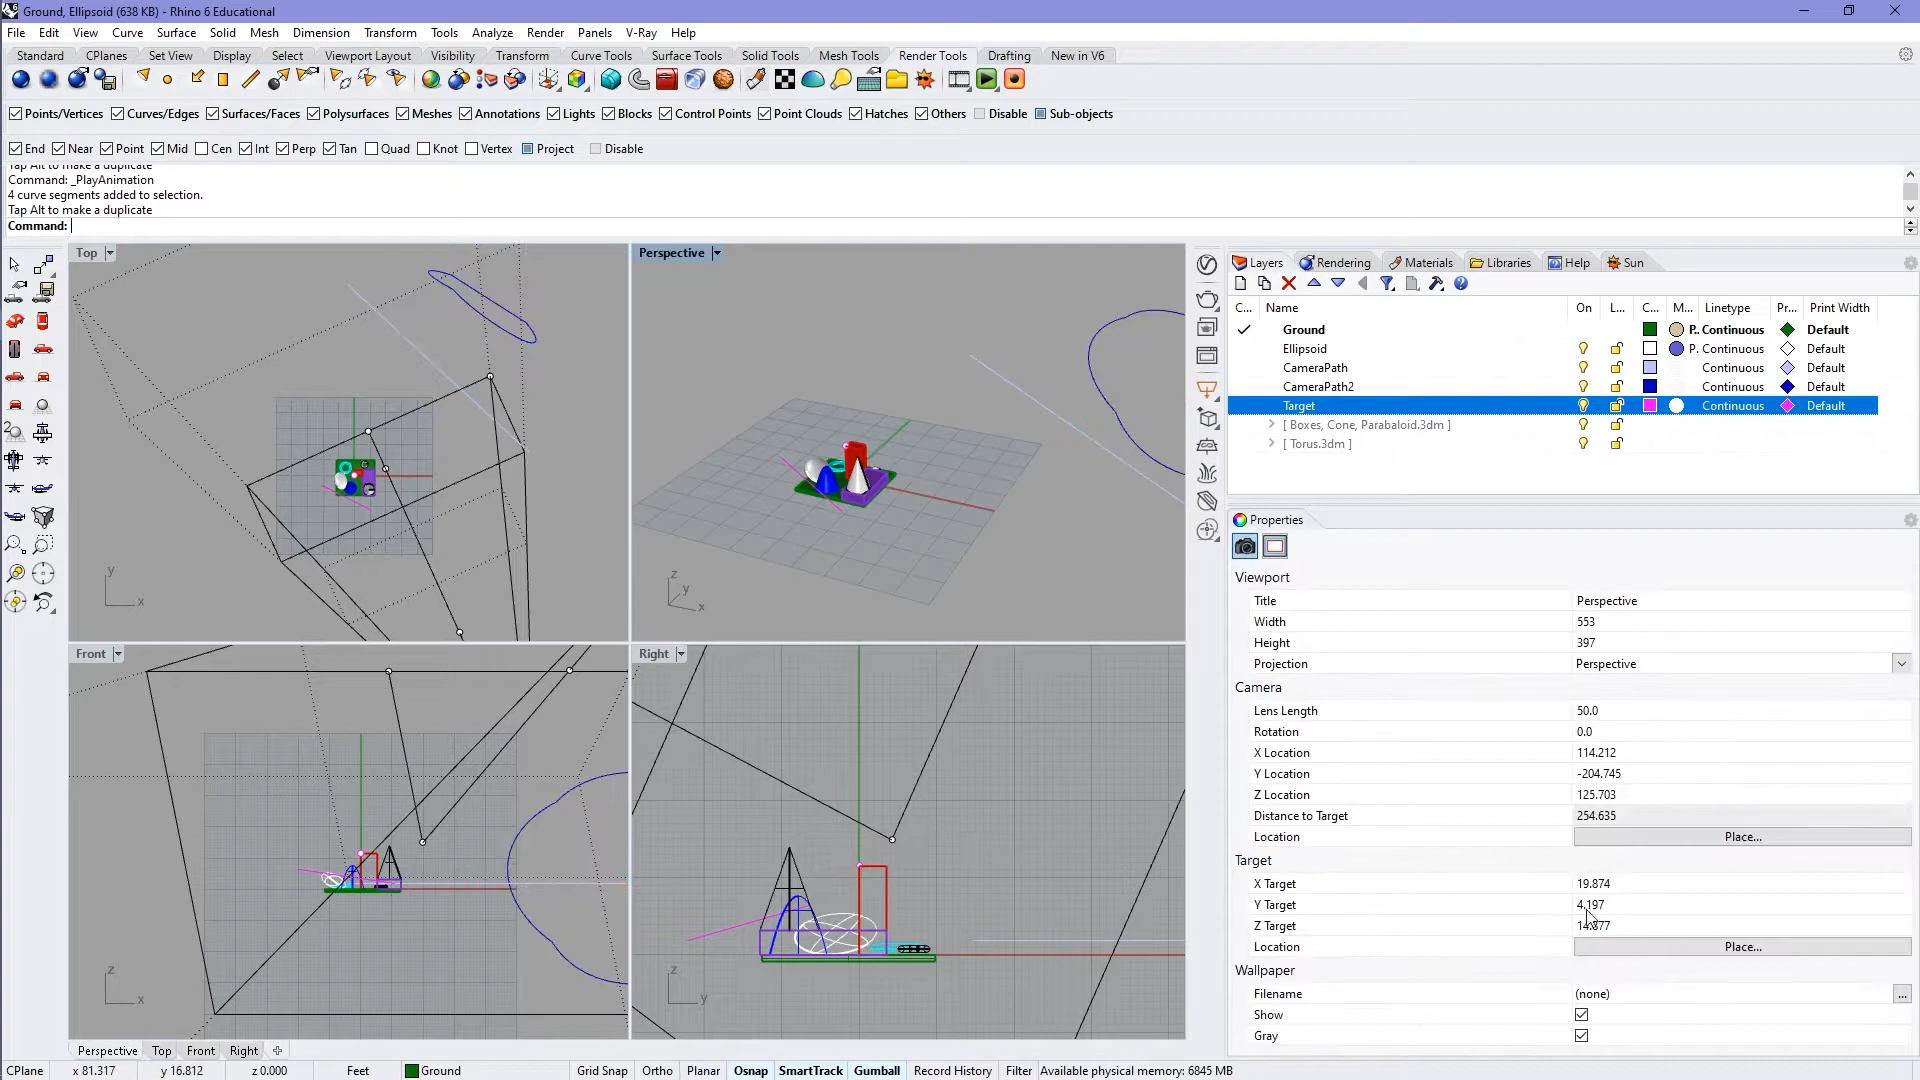 Ground, Ellipsoid (638 KB) - Rhino 6 Educational
File Edit View Curve Surface Solid Mesh Dimension Transform Tools Analyze Render Panels V-Ray Help
Standard CPlanes Set View Display Select Viewport Layout Visibility Transform Curve Tools Surface Tools Solid Tools Mesh Tools Render Tools Drafting New in V6
Points/Vertices Curves/Edges Surfaces/Faces Polysurfaces Meshes Annotations Lights Blocks Control Points Point Clouds Hatches Others Disable Sub-objects
End Near Point Mid Cen Int Perp Tan Quad Knot Vertex Project Disable
Tap Alt to make a duplicate
Command: _PlayAnimation
4 curve segments added to selection.
Tap Alt to make a duplicate
Command:
Top
Perspective
Front
Right
y
x
z
y
x
z
x
z
y
Layers Rendering Materials Libraries Help Sun
C... Name On L... C... M... Linetype Pr... Print Width
Ground P.. Continuous Default
Ellipsoid P. Continuous Default
CameraPath Continuous Default
CameraPath2 Continuous Default
Target Continuous Default
[ Boxes, Cone, Parabaloid.3dm ]
[ Torus.3dm ]
Properties
Viewport
Title Perspective
Width 553
Height 397
Projection Perspective
Camera
Lens Length 50.0
Rotation 0.0
X Location 114.212
Y Location -204.745
Z Location 125.703
Distance to Target 254.635
Location Place...
Target
X Target 19.874
Y Target 4.197
Z Target
Location Place...
Wallpaper
Filename (none) ...
Show
Gray
Perspective Top Front Right
CPlane x 81.317 y 16.812 z 0.000 Feet Ground Grid Snap Ortho Planar Osnap SmartTrack Gumball Record History Filter Available physical memory: 6845 MB